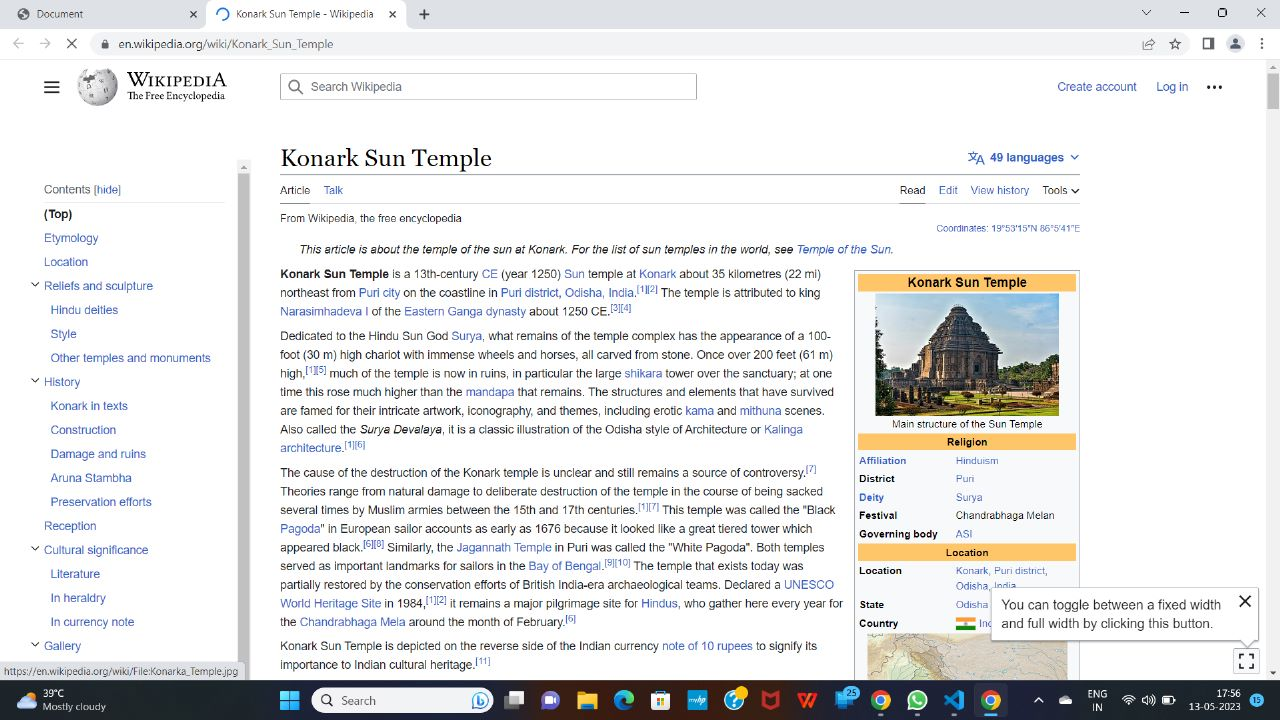 Document
Konark Sun Temple - Wikipedia
en.wikipedia.org/wiki/Konark_Sun_Temple
WIKIPEDIA
The Free Encyclopedia
Search Wikipedia
Create account
Log in
Konark Sun Temple
49 languages
Article
Talk
Read
Edit
View history
Tools
From Wikipedia, the free encyclopedia
Coordinates: 19°53′15″N 86°5′41″E
Contents [hide]
(Top)
Etymology
Location
Reliefs and sculpture
Hindu deities
Style
Other temples and monuments
History
Konark in texts
Construction
Damage and ruins
Aruna Stambha
Preservation efforts
Reception
Cultural significance
Literature
In heraldry
In currency note
Gallery
https://en.wikipedia.org/wiki/File:Konarka_Temple.jpg
This article is about the temple of the sun at Konark. For the list of sun temples in the world, see Temple of the Sun.
Konark Sun Temple is a 13th-century CE (year 1250) Sun temple at Konark about 35 kilometres (22 mi)
northeast from Puri city on the coastline in Puri district, Odisha, India.[1][2] The temple is attributed to king
Narasimhadeva I of the Eastern Ganga dynasty about 1250 CE.[3][4]
Dedicated to the Hindu Sun God Surya, what remains of the temple complex has the appearance of a 100-
foot (30 m) high chariot with immense wheels and horses, all carved from stone. Once over 200 feet (61 m)
high,[1][5] much of the temple is now in ruins, in particular the large shikara tower over the sanctuary; at one
time this rose much higher than the mandapa that remains. The structures and elements that have survived
are famed for their intricate artwork, iconography, and themes, including erotic kama and mithuna scenes.
Also called the Surya Devalaya, it is a classic illustration of the Odisha style of Architecture or Kalinga
architecture.[1][6]
The cause of the destruction of the Konark temple is unclear and still remains a source of controversy.[7]
Theories range from natural damage to deliberate destruction of the temple in the course of being sacked
several times by Muslim armies between the 15th and 17th centuries.[1][7] This temple was called the "Black
Pagoda" in European sailor accounts as early as 1676 because it looked like a great tiered tower which
appeared black.[6][8] Similarly, the Jagannath Temple in Puri was called the "White Pagoda". Both temples
served as important landmarks for sailors in the Bay of Bengal.[9][10] The temple that exists today was
partially restored by the conservation efforts of British India-era archaeological teams. Declared a UNESCO
World Heritage Site in 1984,[1][2] it remains a major pilgrimage site for Hindus, who gather here every year for
the Chandrabhaga Mela around the month of February.[6]
Konark Sun Temple is depicted on the reverse side of the Indian currency note of 10 rupees to signify its
importance to Indian cultural heritage.[11]
Konark Sun Temple
Main structure of the Sun Temple
Religion
Affiliation Hinduism
District Puri
Deity Surya
Festival Chandrabhaga Melan
Governing body ASI
Location
Location Konark, Puri district,
Odisha, India
State Odisha
Country
You can toggle between a fixed width
and full width by clicking this button.
39°C
Mostly cloudy
Search
25
ENG
IN
17:56
13-05-2023
15